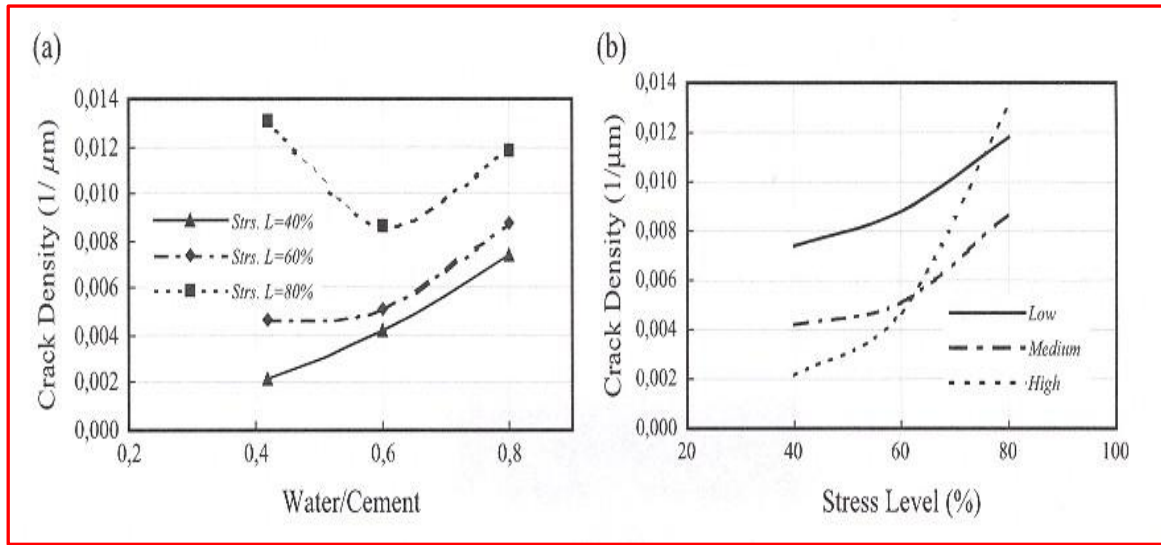 (a)
0,014
0,012
0,010
0,008
0,006
0,004
0,002
0,000
0,2
0,4
0,6
0,8
Crack Density (1/ µm)
Water/Cement
Strs. L=40%
Strs. L=60%
Strs. L=80%
(b)
0,014
0,012
0,010
0,008
0,006
0,004
0,002
0,000
20
40
60
80
100
Crack Density (1/µm)
Stress Level (%)
Low
Medium
High